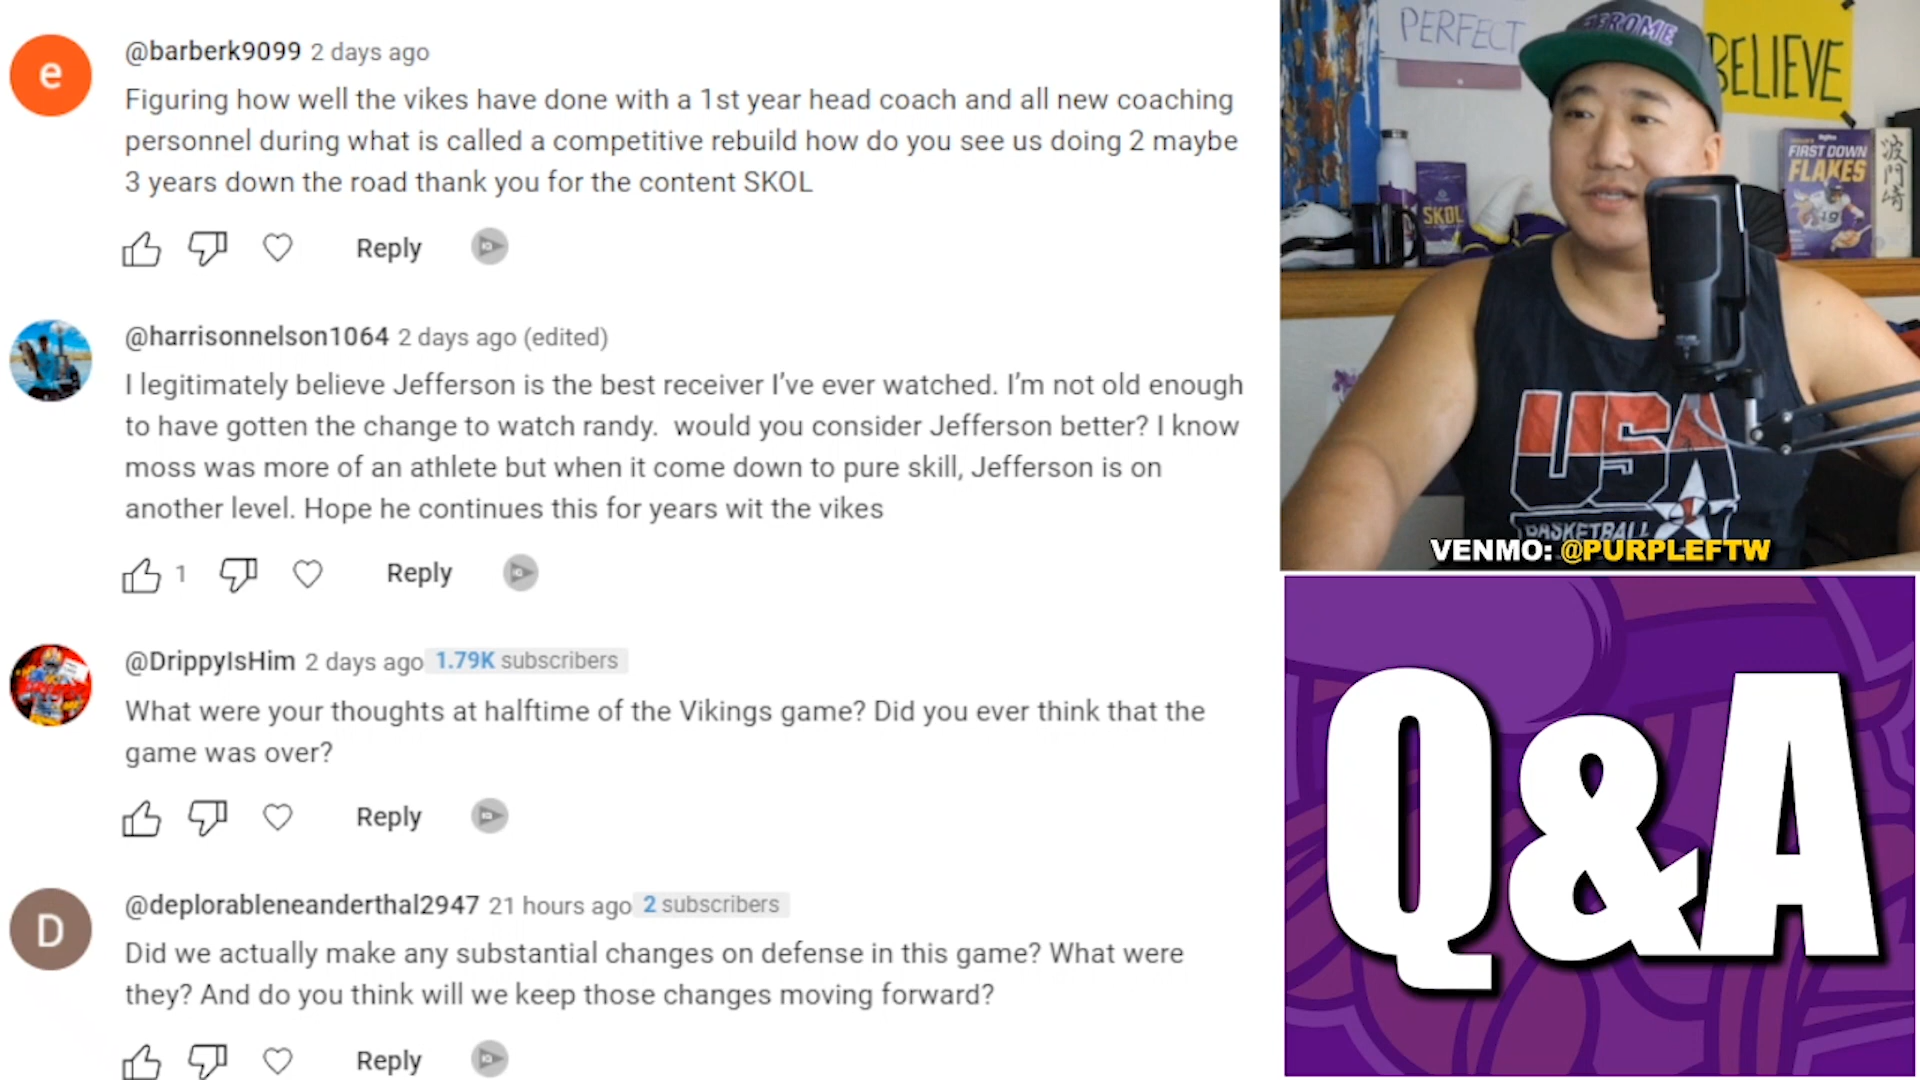 @barberk9099 2 days ago
Figuring how well the vikes have done with a 1st year head coach and all new coaching
personnel during what is called a competitive rebuild how do you see us doing 2 maybe
3 years down the road thank you for the content SKOL
Reply
@harrisonnelson1064 2 days ago (edited)
I legitimately believe Jefferson is the best receiver I’ve ever watched. I’m not old enough
to have gotten the change to watch randy.  would you consider Jefferson better? I know
moss was more of an athlete but when it come down to pure skill, Jefferson is on
another level. Hope he continues this for years wit the vikes
1 Reply
@DrippyIsHim 2 days ago 1.79K subscribers
What were your thoughts at halftime of the Vikings game? Did you ever think that the
game was over?
Reply
D
@deplorableneanderthal2947 21 hours ago 2 subscribers
Did we actually make any substantial changes on defense in this game? What were
they? And do you think will we keep those changes moving forward?
Reply
e
PERFECT
BELIEVE
JEROME
SKOL
FIRST DOWN
FLAKES
19
波門崎
USA
BASKETBALL
VENMO: @PURPLEFTW
Q&A